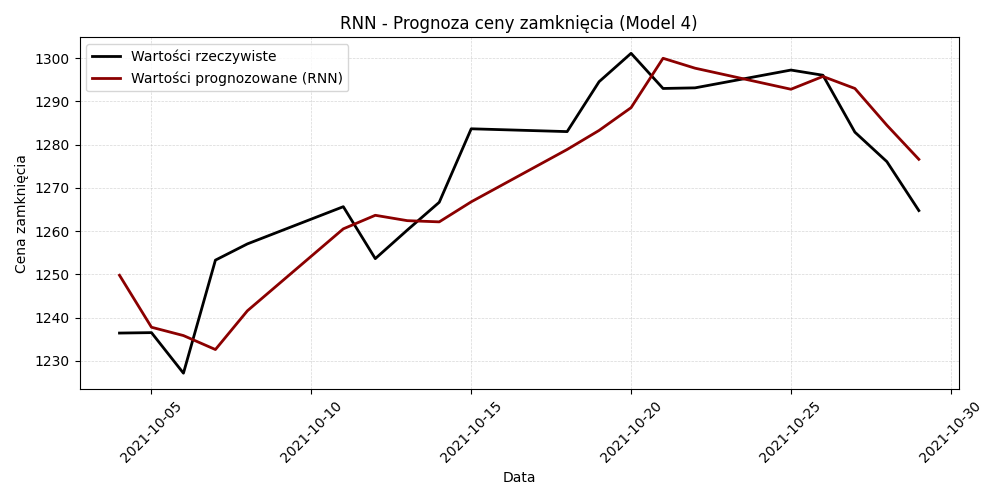 RNN - Prognoza ceny zamknięcia (Model 4)
Wartości rzeczywiste
Wartości prognozowane (RNN)
Cena zamknięcia
1300
1290
1280
1270
1260
1250
1240
1230
2021-10-05
2021-10-10
2021-10-15
2021-10-20
2021-10-25
2021-10-30
Data